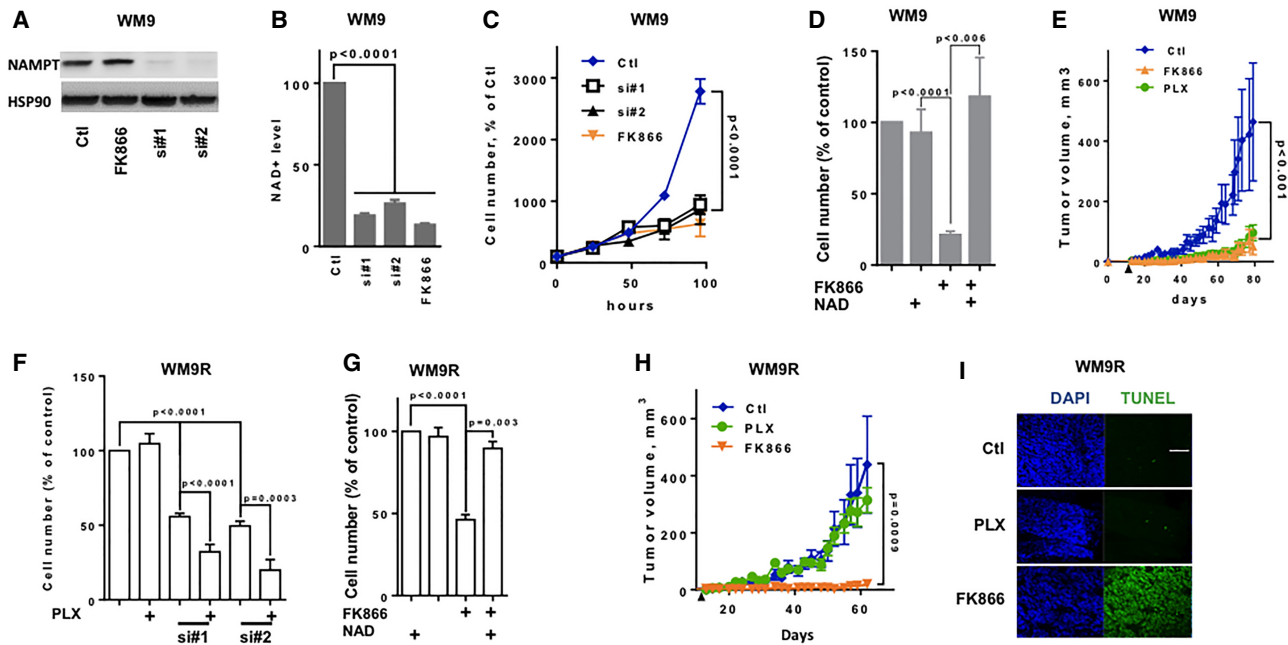 A
WM9
NAMPT
HSP90
Ctl
FK866
si#1
si#2
B
WM9
p<0.0001
NAD+ level
100
50
0
Ctl
si#1
si#2
FK866
C
WM9
Cell number, % of Ctl
3000
2000
1000
0
0
50
100
hours
Ctl
si#1
si#2
FK866
p<0.0001
D
WM9
Cell number (% of control)
150
100
50
0
p<0.0001
p<0.006
FK866 + +
NAD + +
E
WM9
Tumor volume, mm3
600
400
200
0
0 20 40 60 80
days
Ctl
FK866
PLX
p<0.001
F
WM9R
Cell number (% of control)
150
100
50
0
p<0.0001
p<0.0001
p=0.0003
PLX + + +
si#1 si#2
G
WM9R
Cell number (% of control)
100
50
0
p<0.0001
p=0.003
FK866 + +
NAD + +
H
WM9R
Tumor volume, mm3
600
400
200
0
20 40 60
Days
Ctl
PLX
FK866
p=0.0009
I
WM9R
DAPI TUNEL
Ctl
PLX
FK866